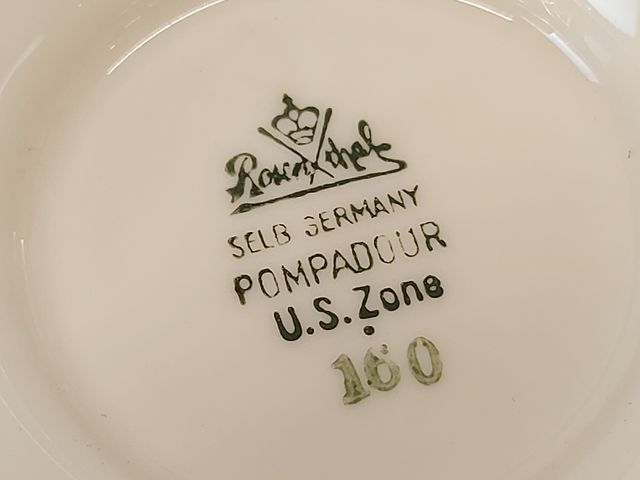 Rosenthal
SELB GERMANY
POMPADOUR
U.S.Zone
160